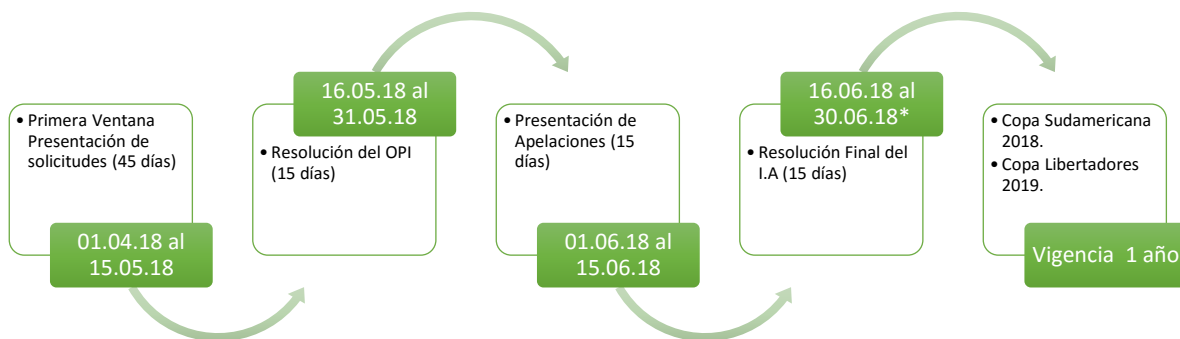 • Primera Ventana
Presentación de
solicitudes (45 días)
01.04.18 al
15.05.18
16.05.18 al
31.05.18
• Resolución del OPI
(15 días)
• Presentación de
Apelaciones (15
días)
01.06.18 al
15.06.18
16.06.18 al
30.06.18*
• Resolución Final del
I.A (15 días)
• Copa Sudamericana
2018.
• Copa Libertadores
2019.
Vigencia 1 año